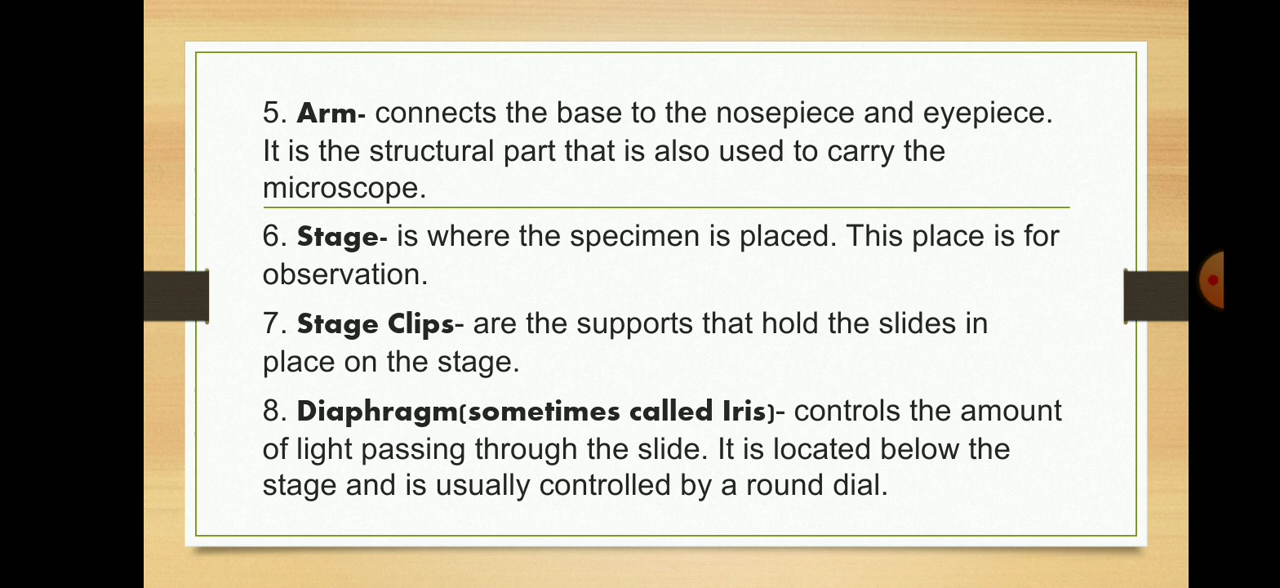 5. Arm- connects the base to the nosepiece and eyepiece.
It is the structural part that is also used to carry the
microscope.
6. Stage- is where the specimen is placed. This place is for
observation.
7. Stage Clips- are the supports that hold the slides in
place on the stage.
8. Diaphragm(sometimes called Iris)- controls the amount
of light passing through the slide. It is located below the
stage and is usually controlled by a round dial.